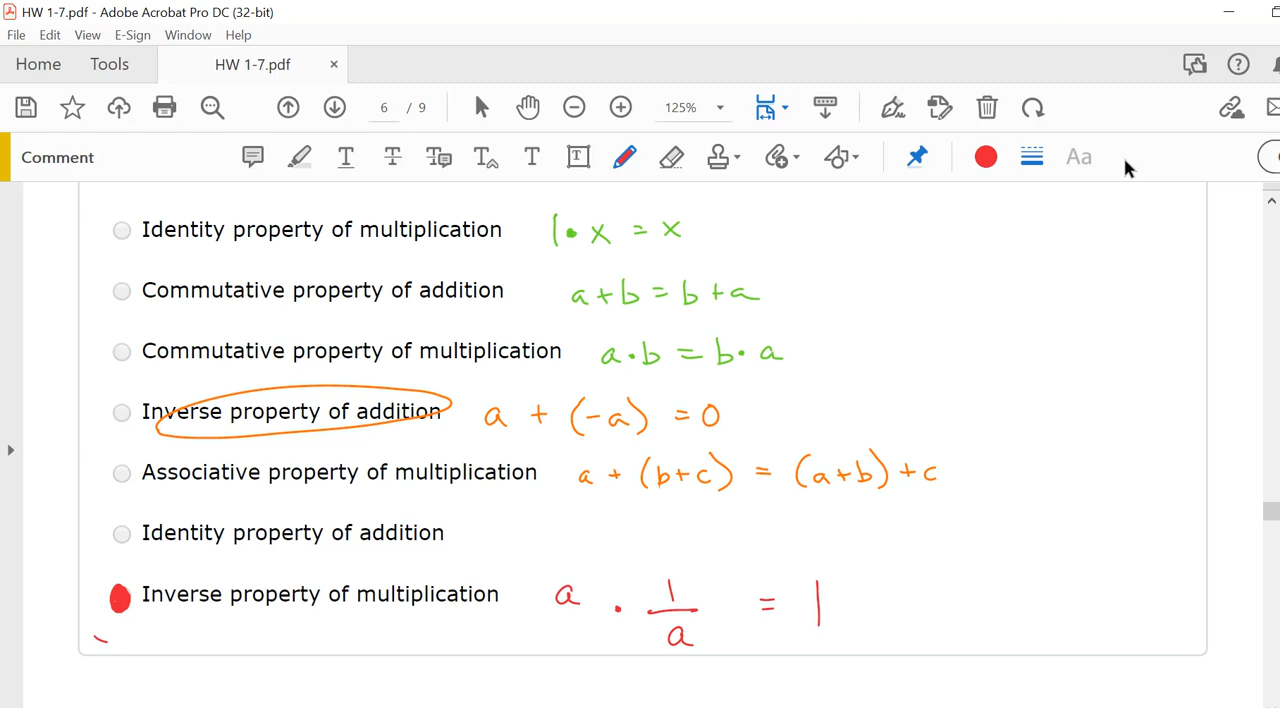 HW 1-7.pdf - Adobe Acrobat Pro DC (32-bit)
File Edit View E-Sign Window Help
Home Tools HW 1-7.pdf ×
6 / 9 125%
Comment Aa
Identity property of multiplication 1 • x = x
Commutative property of addition a + b = b + a
Commutative property of multiplication a • b = b • a
Inverse property of addition a + (-a) = 0
Associative property of multiplication a + (b + c) = (a + b) + c
Identity property of addition
Inverse property of multiplication a • 1/a = 1